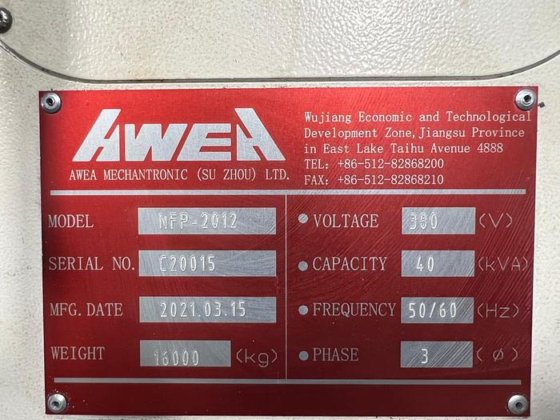 AWEA
AWEA MECHANTRONIC (SU ZHOU) LTD.
Wujiang Economic and Technological
Development Zone,Jiangsu Province
in East Lake Taihu Avenue 4888
TEL: +86-512-82868200
FAX: +86-512-82868210
MODEL NFP-2012
SERIAL NO. C20015
MFG. DATE 2021.03.15
WEIGHT 16000 (kg)
VOLTAGE 380 (V)
CAPACITY 40 (kVA)
FREQUENCY 50/60 (Hz)
PHASE 3 (Ø)